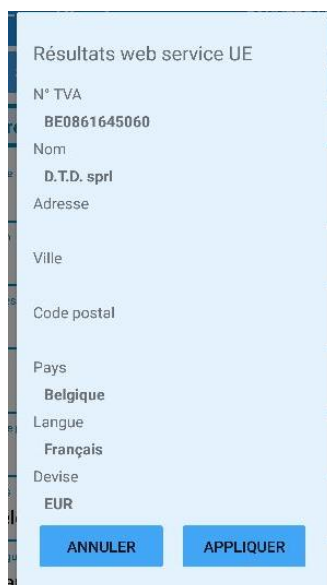 Résultats web service UE
N° TVA
BE0861645060
Nom
D.T.D. sprl
Adresse
Ville
Code postal
Pays
Belgique
Langue
Français
Devise
EUR
ANNULER APPLIQUER